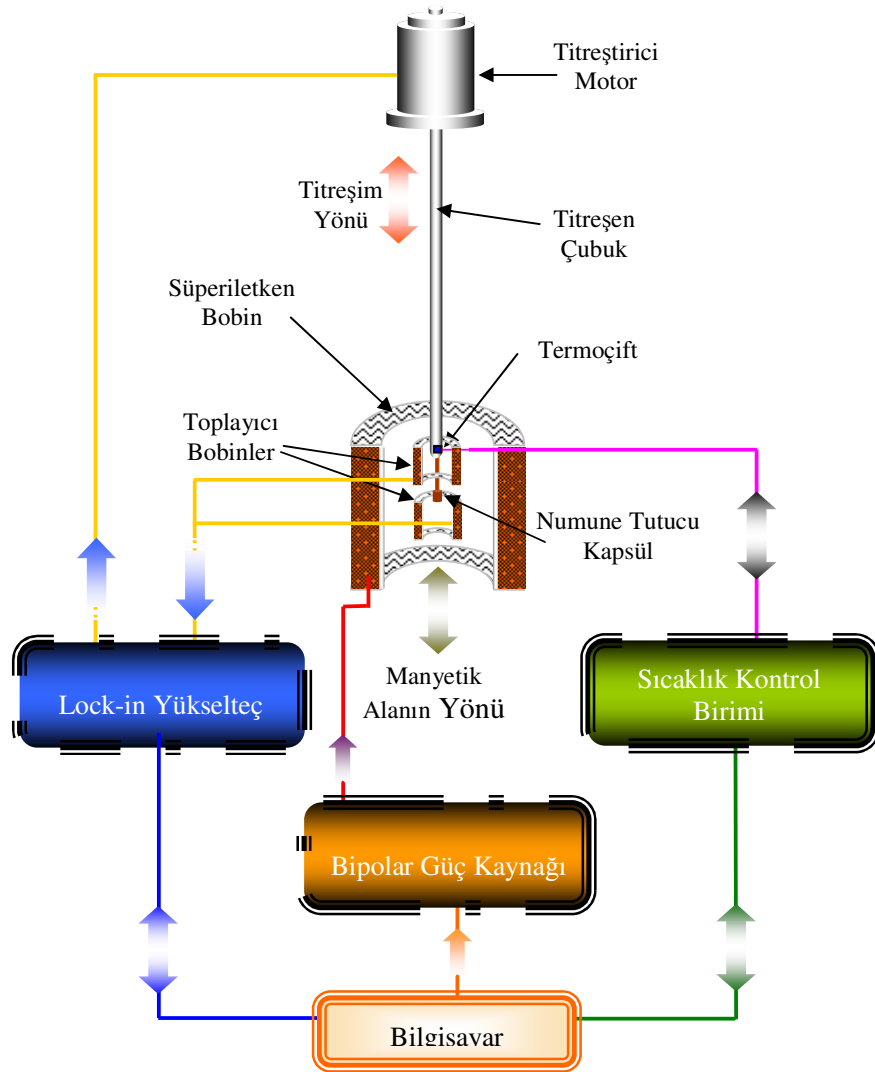 Titreştirici
Motor
Titreşim
Yönü
Titreşen
Çubuk
Süperiletken
Bobin
Termoçift
Toplayıcı
Bobinler
Numune Tutucu
Kapsül
Manyetik
Alanın Yönü
Lock-in Yükselteç
Sıcaklık Kontrol
Birimi
Bipolar Güç Kaynağı
Bilgisayar